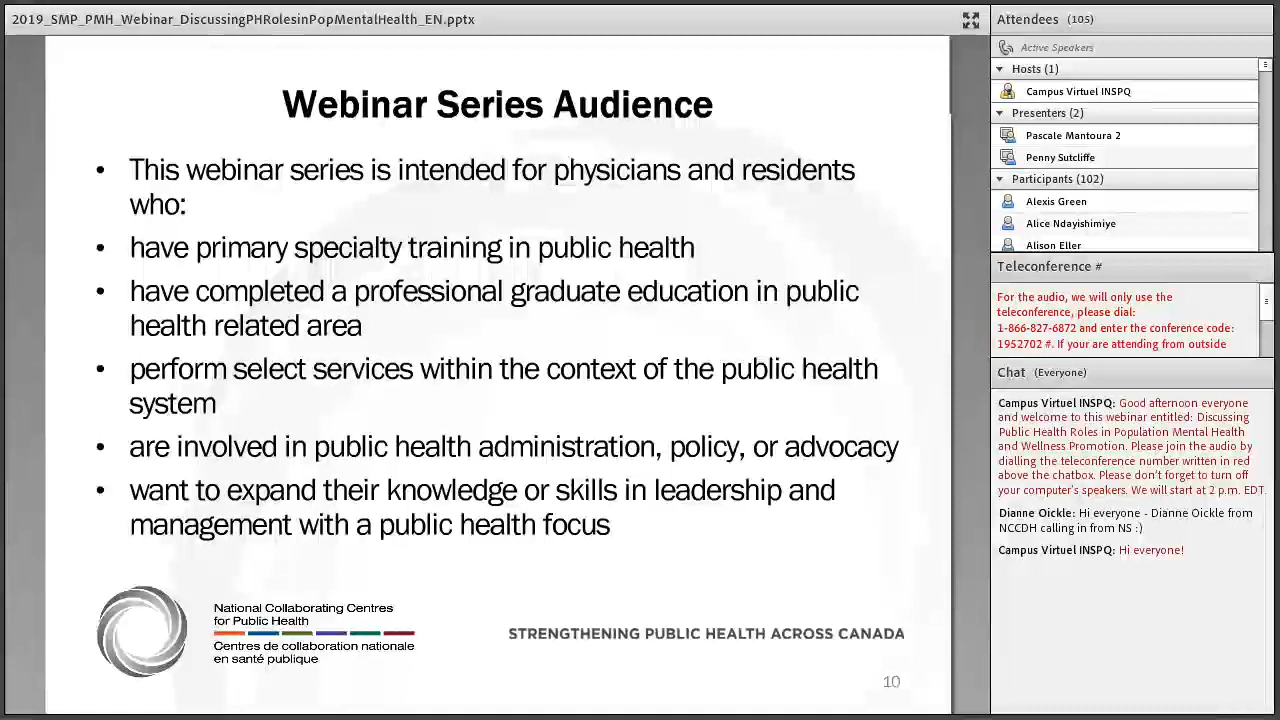 2019_SMP_PMH_Webinar_DiscussingPHRolesinPopMentalHealth_EN.pptx
Webinar Series Audience
• This webinar series is intended for physicians and residents
who:
• have primary specialty training in public health
• have completed a professional graduate education in public
health related area
• perform select services within the context of the public health
system
• are involved in public health administration, policy, or advocacy
• want to expand their knowledge or skills in leadership and
management with a public health focus
National Collaborating Centres
for Public Health
Centres de collaboration nationale
en santé publique
STRENGTHENING PUBLIC HEALTH ACROSS CANADA
10
Attendees (105)
Active Speakers
Hosts (1)
Campus Virtuel INSPQ
Presenters (2)
Pascale Mantoura 2
Penny Sutcliffe
Participants (102)
Alexis Green
Alice Ndayishimiye
Alison Eller
Teleconference #
For the audio, we will only use the
teleconference, please dial:
1-866-827-6872 and enter the conference code:
1952702 #. If your are attending from outside
Chat (Everyone)
Campus Virtuel INSPQ: Good afternoon everyone
and welcome to this webinar entitled: Discussing
Public Health Roles in Population Mental Health
and Wellness Promotion. Please join the audio by
dialling the teleconference number written in red
above the chatbox. Please don't forget to turn off
your computer's speakers. We will start at 2 p.m. EDT.
Dianne Oickle: Hi everyone - Dianne Oickle from
NCCDH calling in from NS :)
Campus Virtuel INSPQ: Hi everyone!